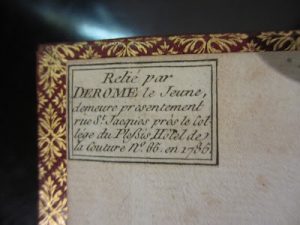 Relié par
DEROME le Jeune,
demeure présentement
rue St. Jacques près le Col-
lège du Plessis Hôtel de
la Couture No. 65. en 1785